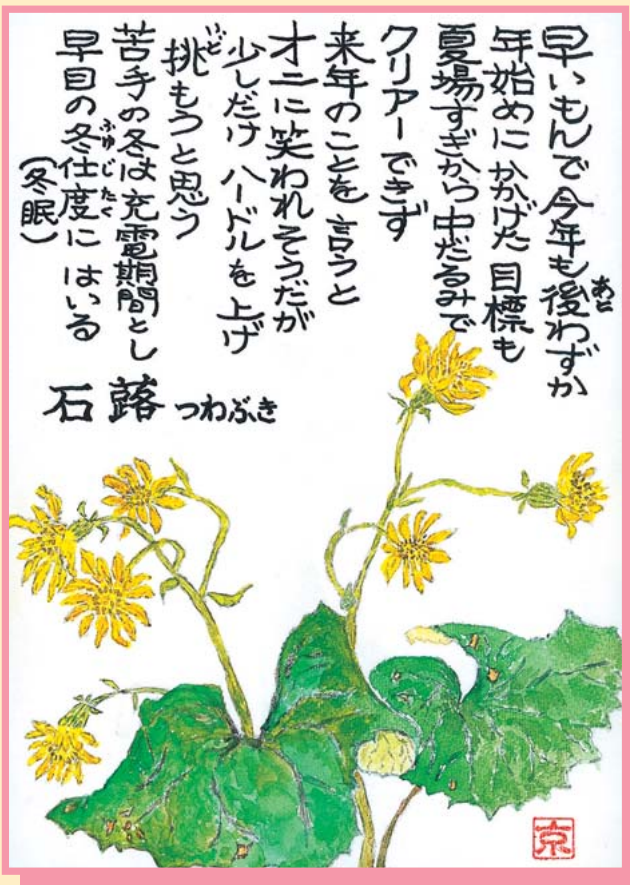 早いもんで今年も後わずか
年始めにかかげた目標も
夏場すぎから中だるみで
クリアーできず
来年のことを言うと
オニに笑われそうだが
少しだけハードルを上げ
挑もうと思う
苦手の冬は充電期間とし
早目の冬仕度にはいる
(冬眠)
石蕗 つわぶき
京